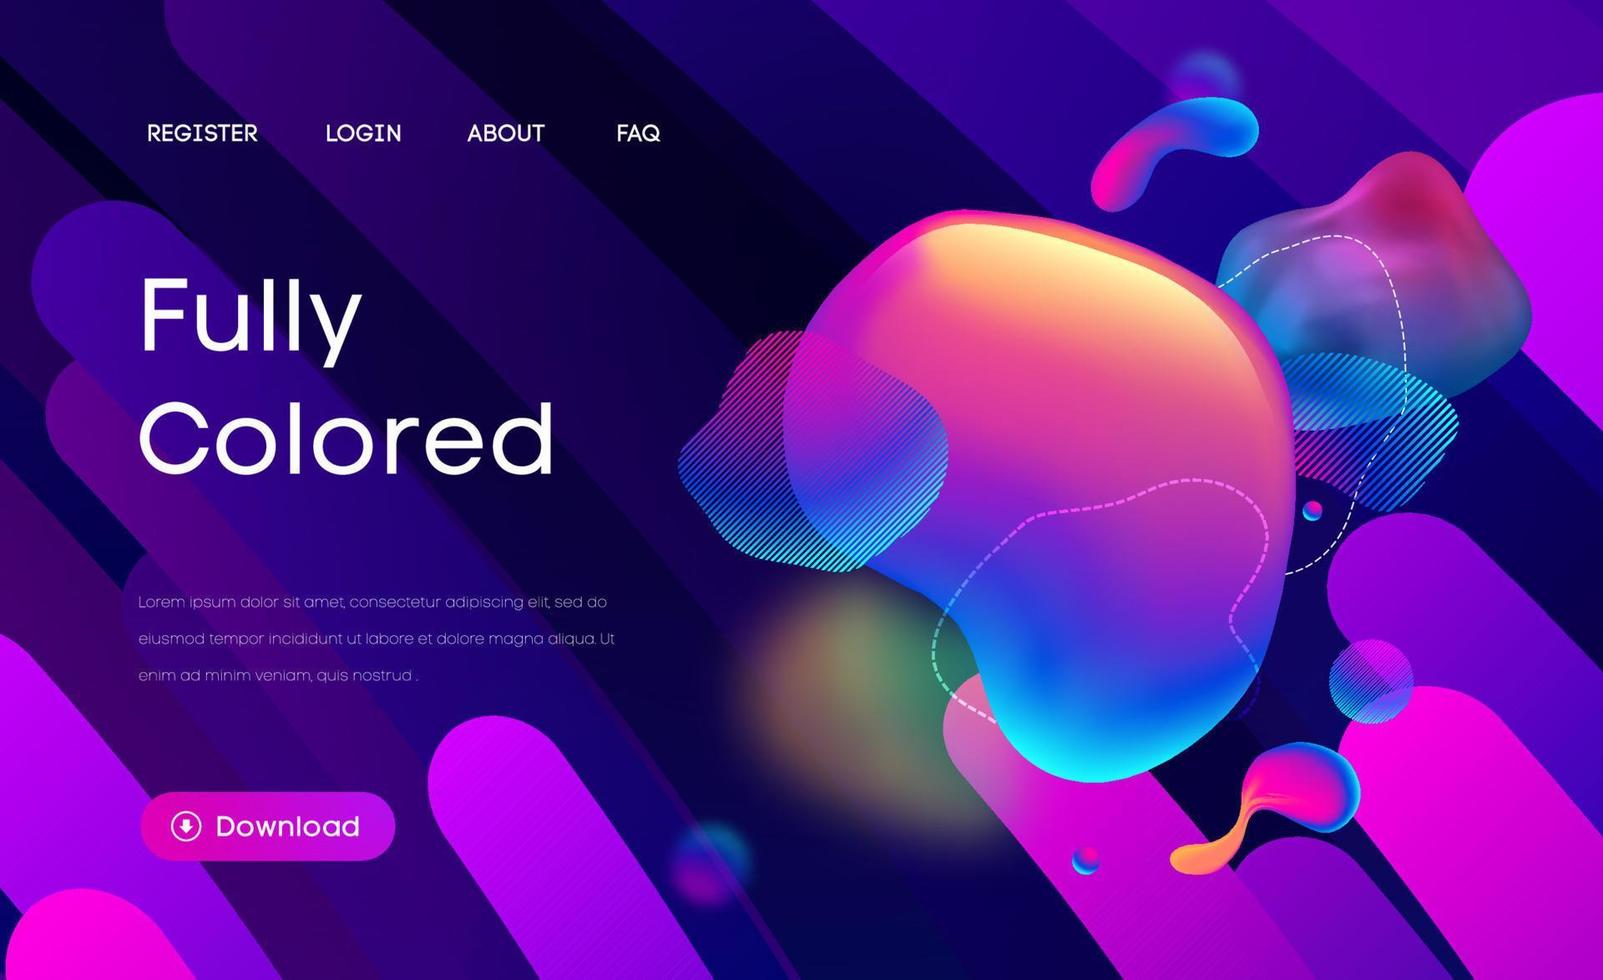 REGISTER LOGIN ABOUT FAQ
Fully
Colored
Lorem ipsum dolor sit amet, consectetur adipiscing elit, sed do
eiusmod tempor incididunt ut labore et dolore magna aliqua. Ut
enim ad minim veniam, quis nostrud .
Download